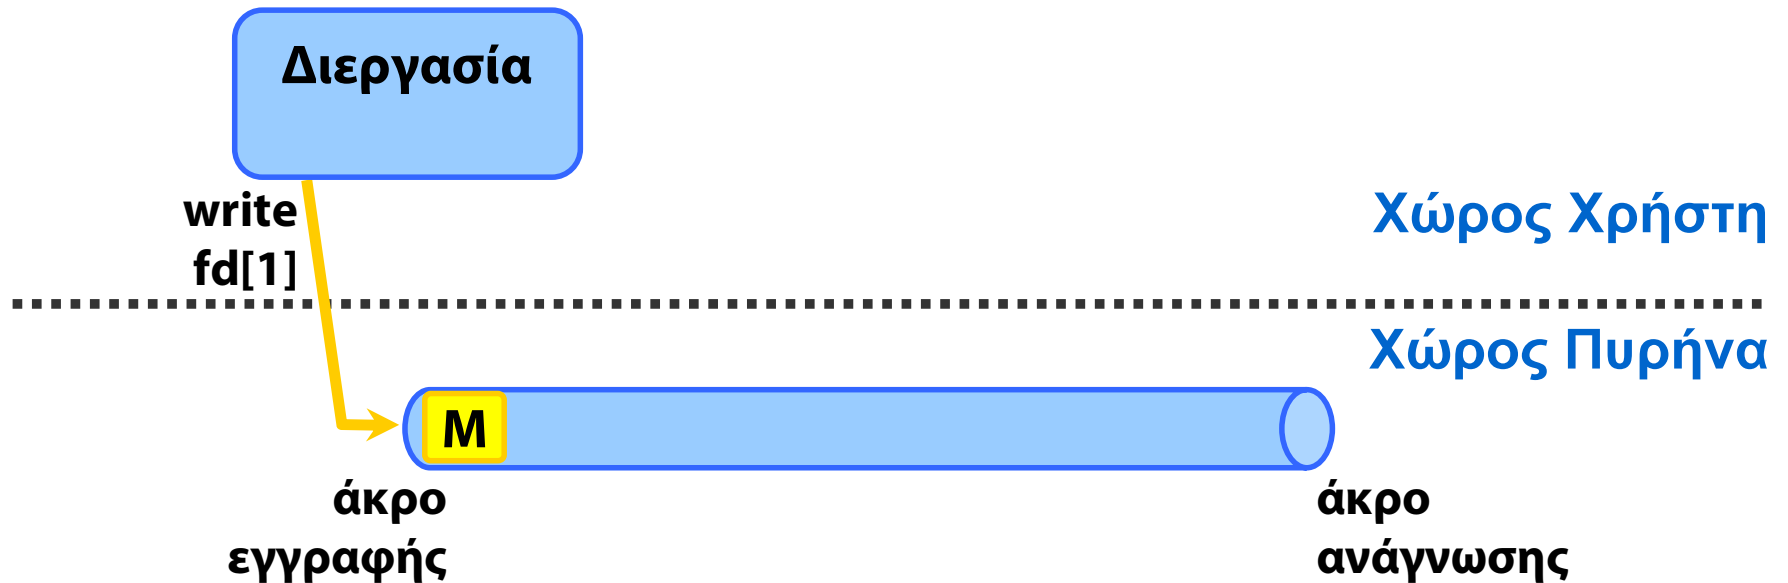 Διεργασία
write
fd[1]
Χώρος Χρήστη
Χώρος Πυρήνα
M
άκρο
εγγραφής
άκρο
ανάγνωσης